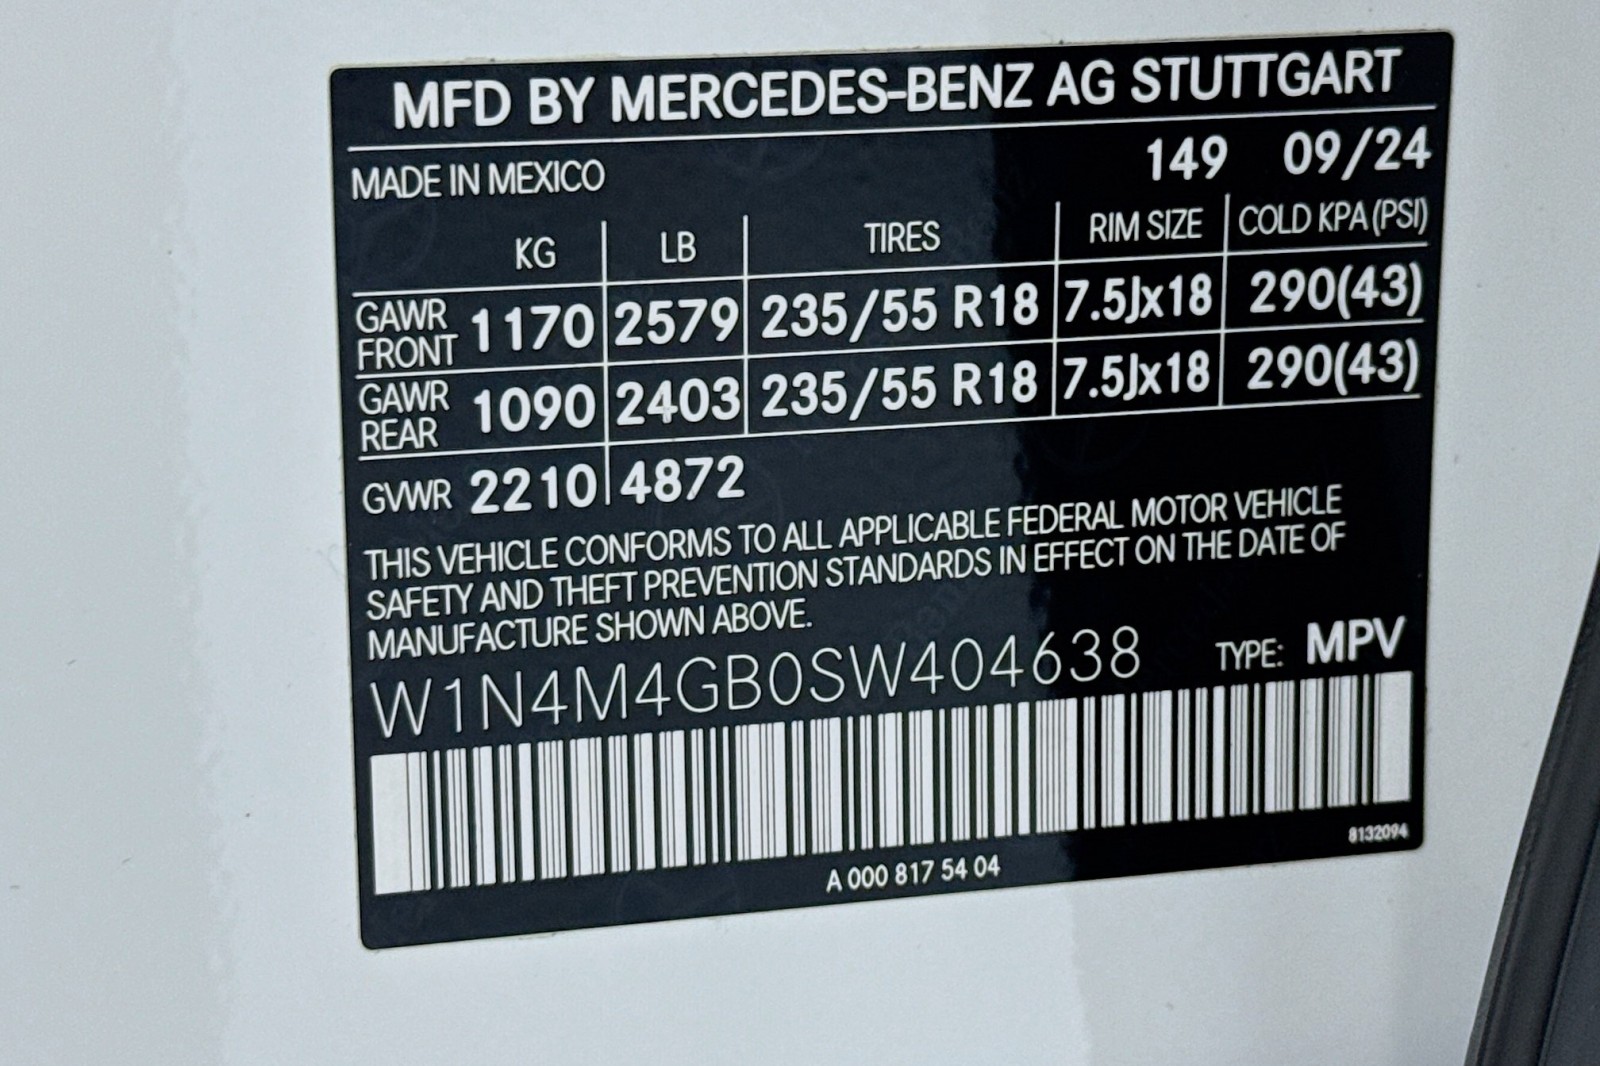 MFD BY MERCEDES-BENZ AG STUTTGART
MADE IN MEXICO 149 09/24
KG LB TIRES RIM SIZE COLD KPA (PSI)
GAWR FRONT 1170 2579 235/55 R18 7.5Jx18 290(43)
GAWR REAR 1090 2403 235/55 R18 7.5Jx18 290(43)
GVWR 2210 4872
THIS VEHICLE CONFORMS TO ALL APPLICABLE FEDERAL MOTOR VEHICLE
SAFETY AND THEFT PREVENTION STANDARDS IN EFFECT ON THE DATE OF
MANUFACTURE SHOWN ABOVE.
W1N4M4GB0SW404638 TYPE: MPV
8132094
A 000 817 54 04